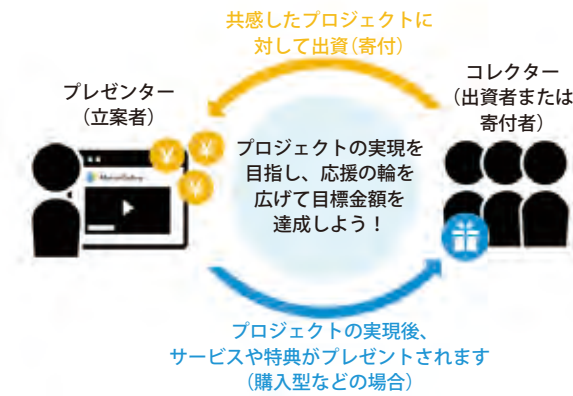 共感したプロジェクトに
対して出資(寄付)
プレゼンター
(立案者)
コレクター
(出資者または
寄付者)
プロジェクトの実現を
目指し、応援の輪を
広げて目標金額を
達成しよう！
¥
¥
¥
プロジェクトの実現後、
サービスや特典がプレゼントされます
(購入型などの場合)